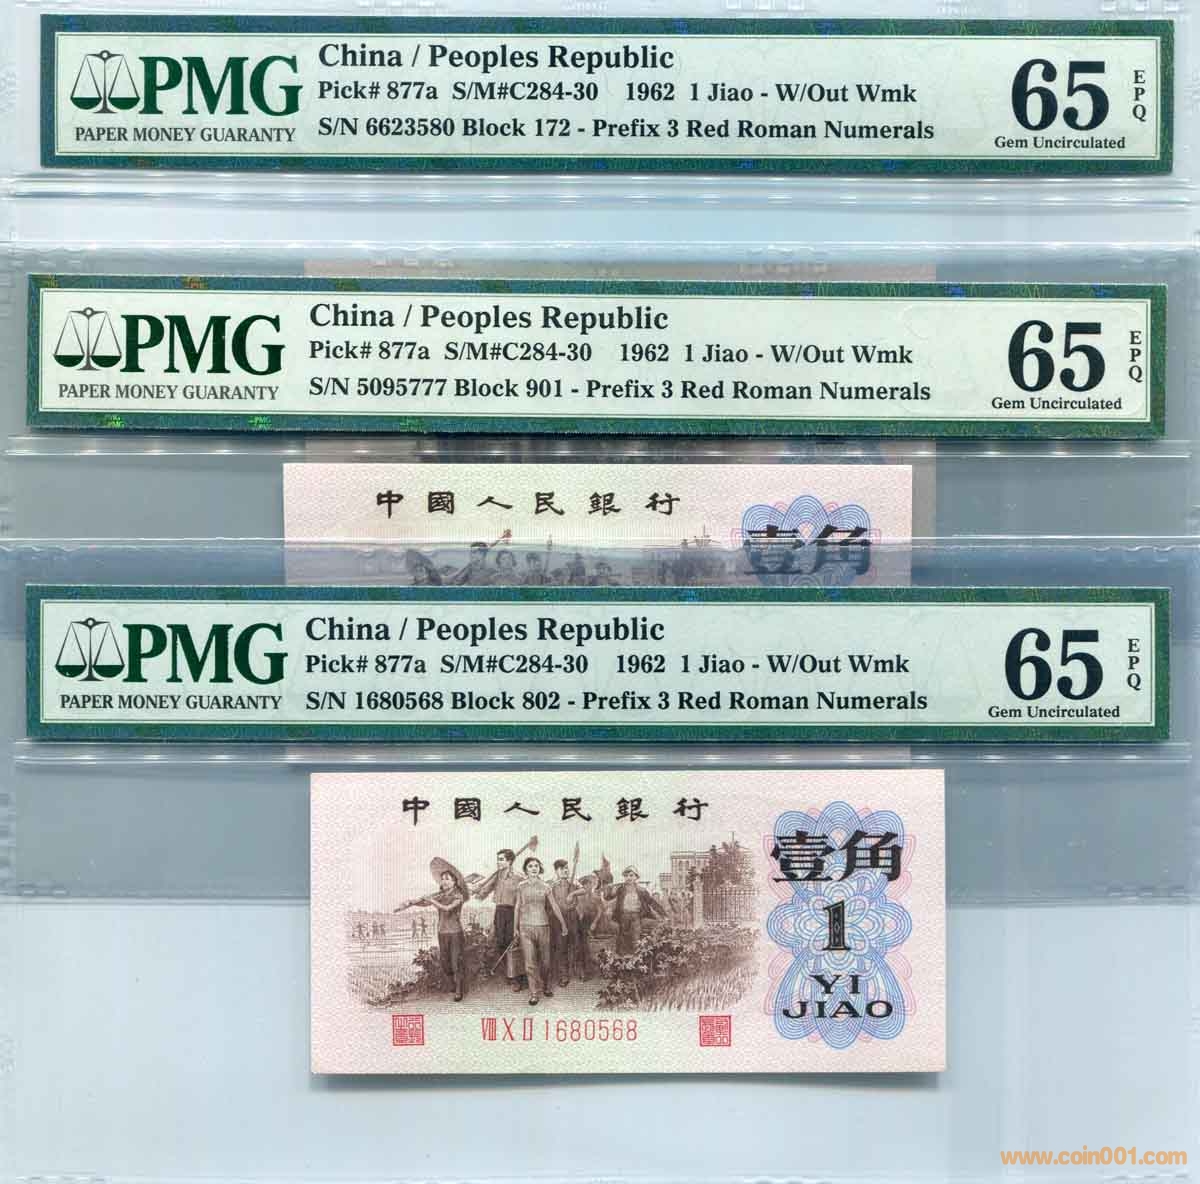 PMG
PAPER MONEY GUARANTY
China / Peoples Republic
Pick# 877a S/M#C284-30 1962 1 Jiao - W/Out Wmk
S/N 6623580 Block 172 - Prefix 3 Red Roman Numerals
65
EPQ
Gem Uncirculated
PMG
PAPER MONEY GUARANTY
China / Peoples Republic
Pick# 877a S/M#C284-30 1962 1 Jiao - W/Out Wmk
S/N 5095777 Block 901 - Prefix 3 Red Roman Numerals
65
EPQ
Gem Uncirculated
中國人民銀行
壹角
PMG
PAPER MONEY GUARANTY
China / Peoples Republic
Pick# 877a S/M#C284-30 1962 1 Jiao - W/Out Wmk
S/N 1680568 Block 802 - Prefix 3 Red Roman Numerals
65
EPQ
Gem Uncirculated
中國人民銀行
壹角
1
YI
JIAO
VIII X II 1680568
www.coin001.com